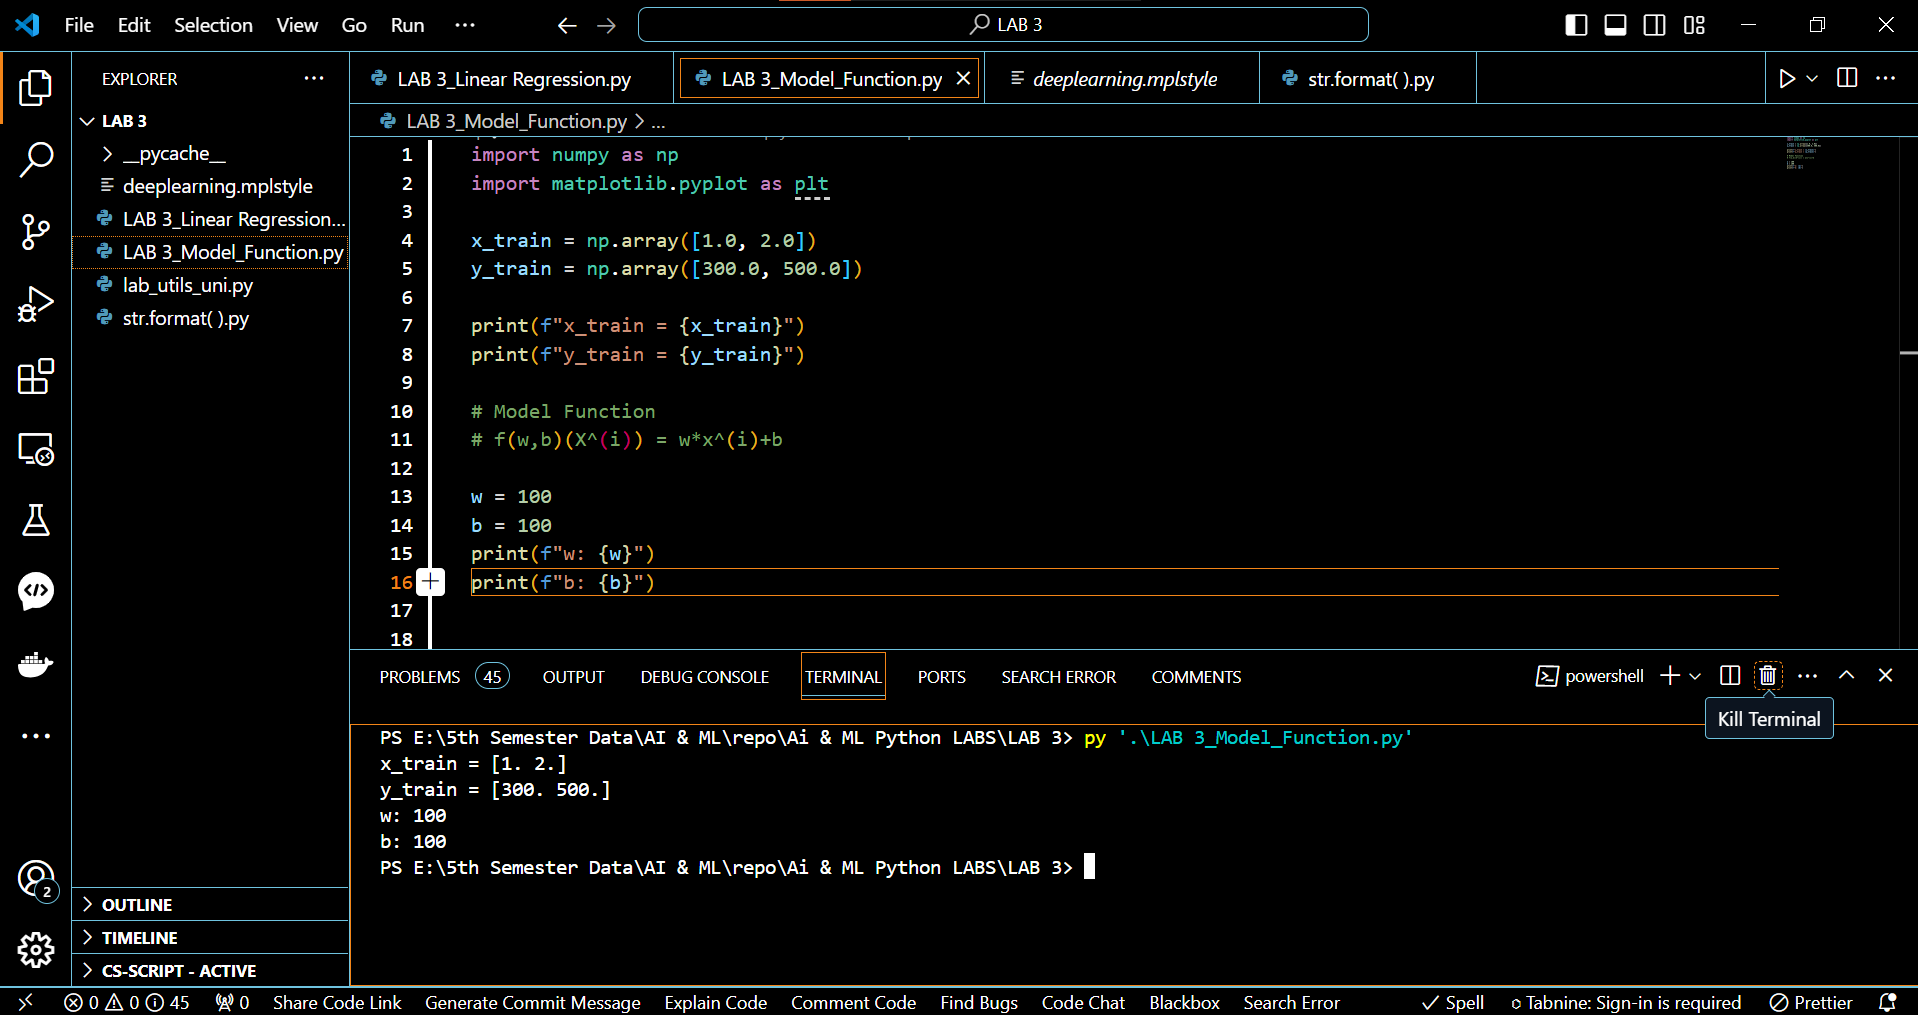 File Edit Selection View Go Run ··· LAB 3
EXPLORER ···
LAB 3
__pycache__
deeplearning.mplstyle
LAB 3_Linear Regression...
LAB 3_Model_Function.py
lab_utils_uni.py
str.format( ).py
OUTLINE
TIMELINE
CS-SCRIPT - ACTIVE
LAB 3_Linear Regression.py LAB 3_Model_Function.py deeplearning.mplstyle str.format( ).py
LAB 3_Model_Function.py > ...
1 import numpy as np
2 import matplotlib.pyplot as plt
3
4 x_train = np.array([1.0, 2.0])
5 y_train = np.array([300.0, 500.0])
6
7 print(f"x_train = {x_train}")
8 print(f"y_train = {y_train}")
9
10 # Model Function
11 # f(w,b)(X^(i)) = w*x^(i)+b
12
13 w = 100
14 b = 100
15 print(f"w: {w}")
16 print(f"b: {b}")
17
18
PROBLEMS 45 OUTPUT DEBUG CONSOLE TERMINAL PORTS SEARCH ERROR COMMENTS powershell
Kill Terminal
PS E:\5th Semester Data\AI & ML\repo\Ai & ML Python LABS\LAB 3> py '.\LAB 3_Model_Function.py'
x_train = [1. 2.]
y_train = [300. 500.]
w: 100
b: 100
PS E:\5th Semester Data\AI & ML\repo\Ai & ML Python LABS\LAB 3>
2
0 0 45 0 Share Code Link Generate Commit Message Explain Code Comment Code Find Bugs Code Chat Blackbox Search Error Spell Tabnine: Sign-in is required Prettier